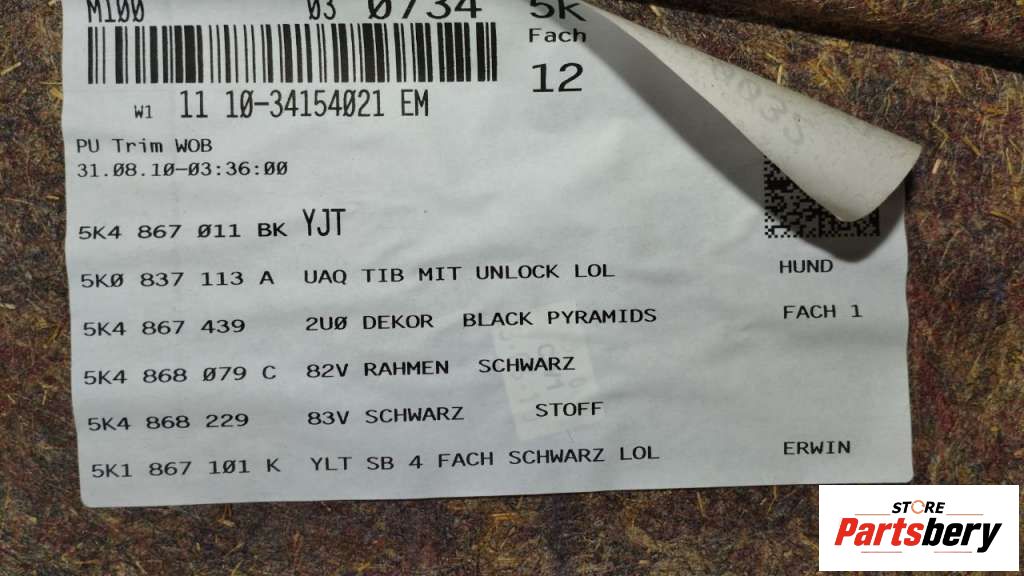 M100 03 0734 5k
Fach
12
W1 11 10-34154021 EM
PU Trim WOB
31.08.10-03:36:00
5K4 867 011 BK YJT
5K0 837 113 A UAQ TIB MIT UNLOCK LOL HUND
5K4 867 439 2U0 DEKOR BLACK PYRAMIDS FACH 1
5K4 868 079 C 82V RAHMEN SCHWARZ
5K4 868 229 83V SCHWARZ STOFF
5K1 867 101 K YLT SB 4 FACH SCHWARZ LOL ERWIN
STORE
Partsbery